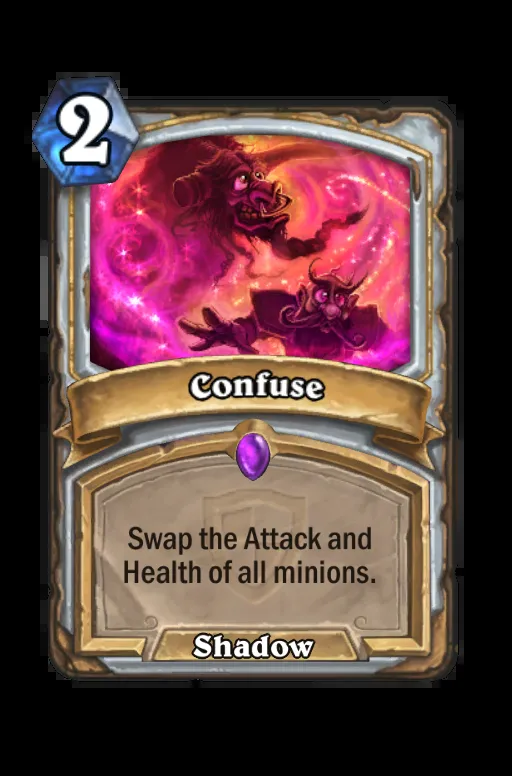 2
Confuse
Swap the Attack and
Health of all minions.
Shadow